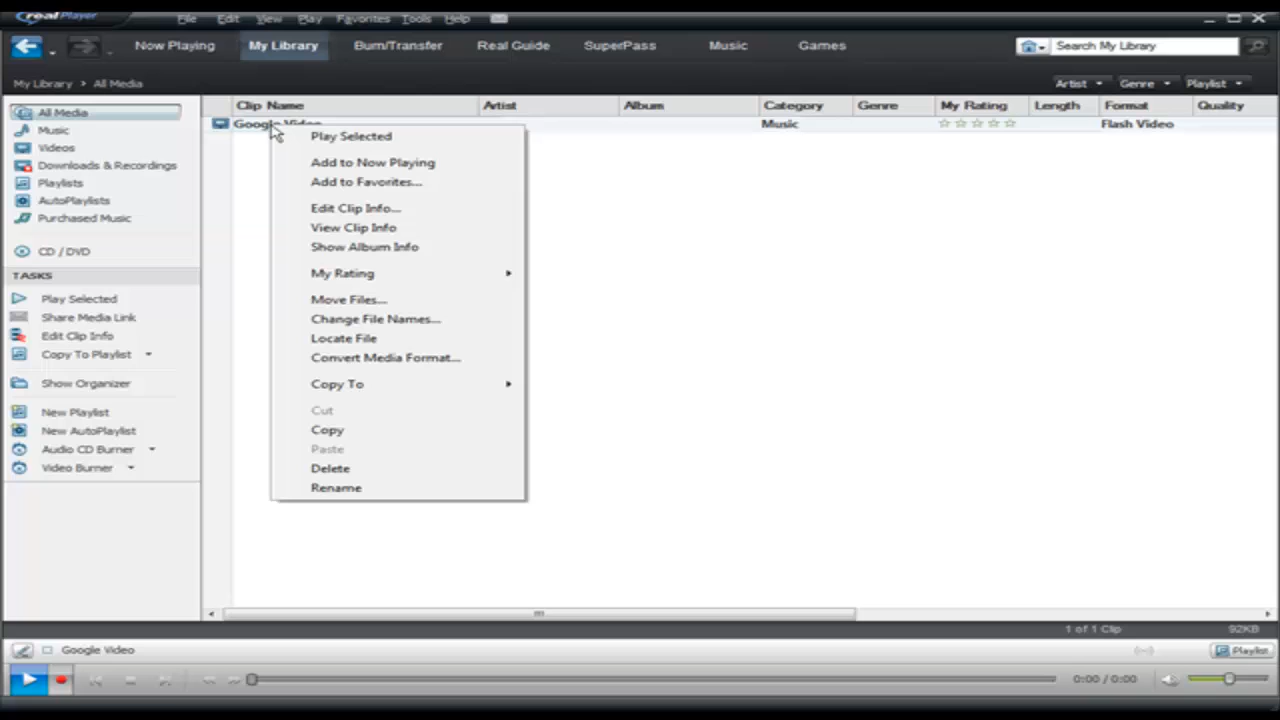 realPlayer File Edit View Play Favorites Tools Help
Now Playing My Library Burn/Transfer Real Guide SuperPass Music Games Search My Library
My Library > All Media Artist Genre Playlist
Clip Name Artist Album Category Genre My Rating Length Format Quality
Google Video Music Flash Video
All Media
Music
Videos
Downloads & Recordings
Playlists
AutoPlaylists
Purchased Music
CD / DVD
TASKS
Play Selected
Share Media Link
Edit Clip Info
Copy To Playlist
Show Organizer
New Playlist
New AutoPlaylist
Audio CD Burner
Video Burner
Play Selected
Add to Now Playing
Add to Favorites...
Edit Clip Info...
View Clip Info
Show Album Info
My Rating
Move Files...
Change File Names...
Locate File
Convert Media Format...
Copy To
Cut
Copy
Paste
Delete
Rename
1 of 1 Clip 92KB
Google Video Playlist
0:00 / 0:00